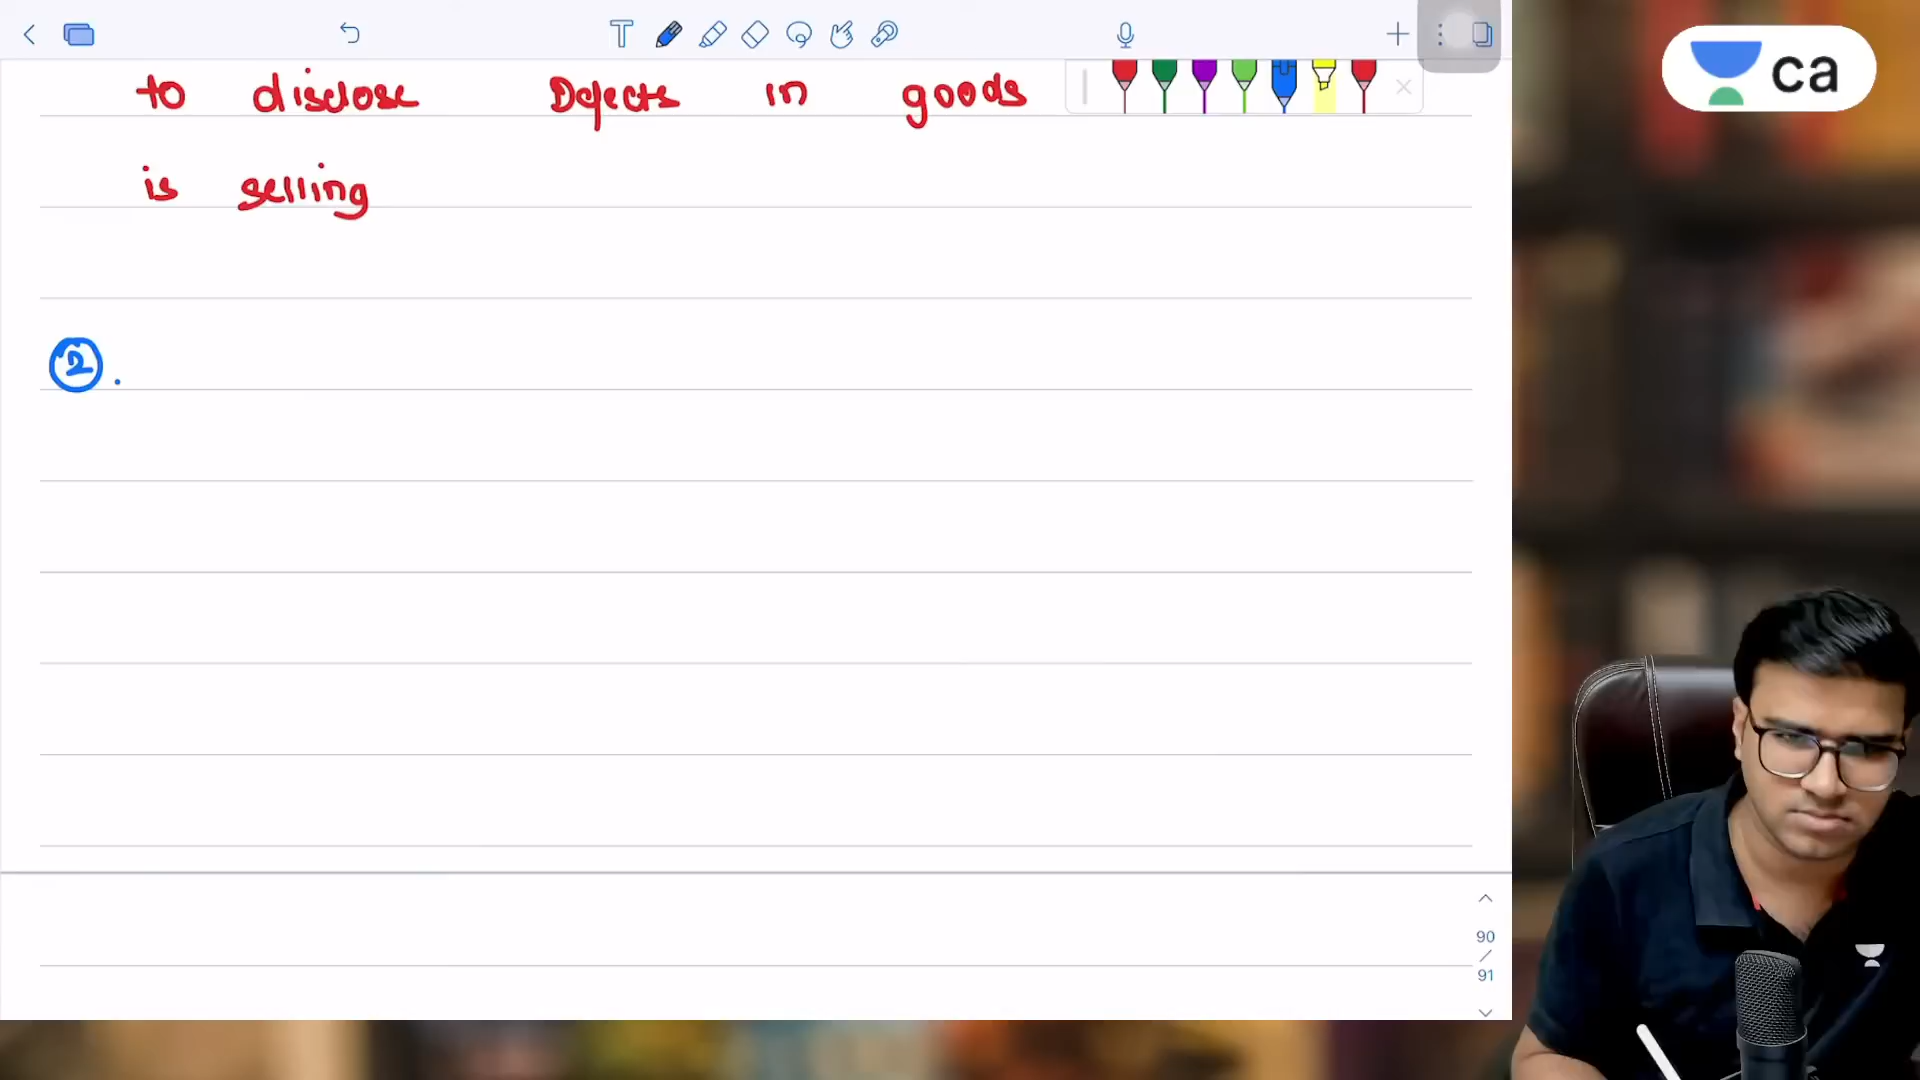 ca
to disclose Defects in goods
is selling
2.
90
/
91